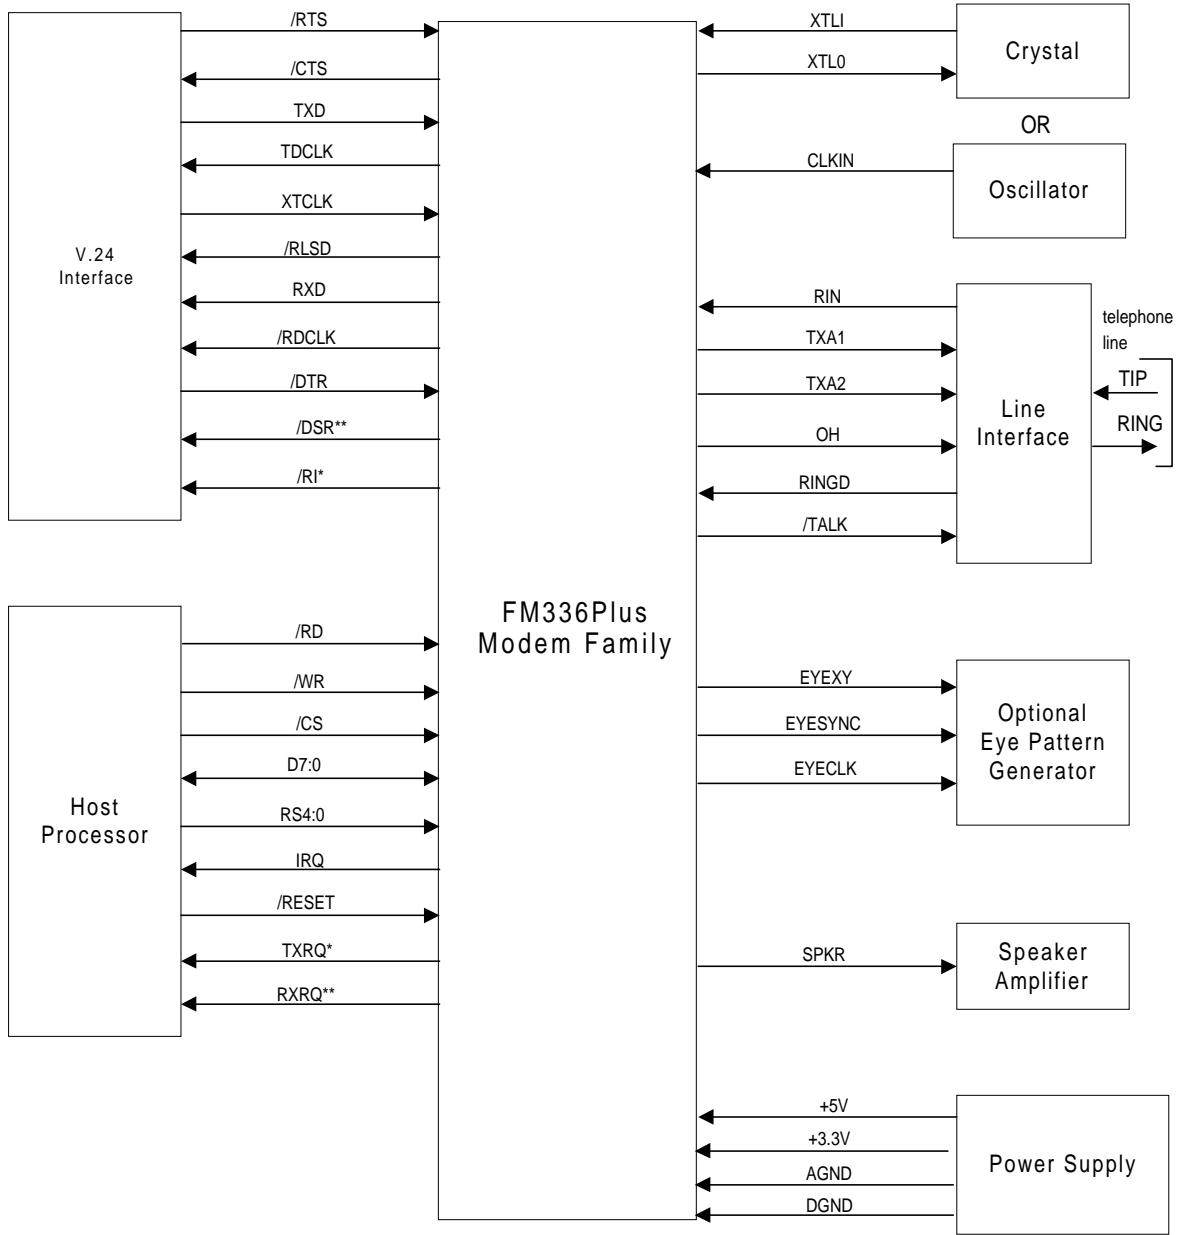 /RTS
/CTS
TXD
TDCLK
XTCLK
/RLSD
RXD
/RDCLK
/DTR
/DSR**
/RI*
V.24
Interface
/RD
/WR
/CS
D7:0
RS4:0
IRQ
/RESET
TXRQ*
RXRQ**
Host
Processor
FM336Plus
Modem Family
XTLI
XTL0
Crystal
OR
CLKIN
Oscillator
RIN
TXA1
TXA2
OH
RINGD
/TALK
Line
Interface
telephone
line
TIP
RING
EYEXY
EYESYNC
EYECLK
Optional
Eye Pattern
Generator
SPKR
Speaker
Amplifier
+5V
+3.3V
AGND
DGND
Power Supply